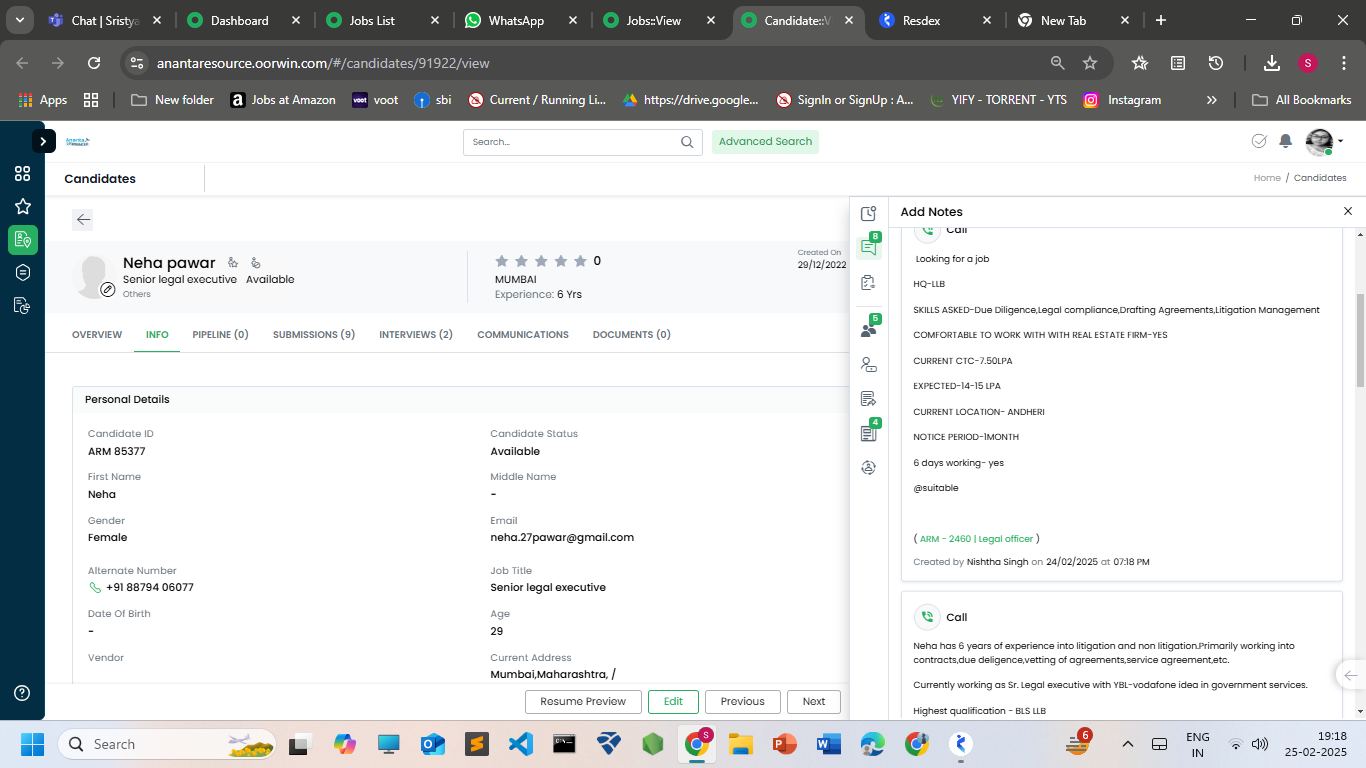 Chat | Sristya
Dashboard
Jobs List
WhatsApp
Jobs::View
Candidate::V
Resdex
New Tab
anantaresource.oorwin.com/#/candidates/91922/view
S
Apps
New folder
Jobs at Amazon
voot
voot
sbi
Current / Running Li...
https://drive.google...
SignIn or SignUp : A...
YIFY - TORRENT - YTS
Instagram
All Bookmarks
Search...
Advanced Search
Candidates
Home / Candidates
Neha pawar
Senior legal executive Available
Others
0
MUMBAI
Experience: 6 Yrs
Created On
29/12/2022
OVERVIEW
INFO
PIPELINE (0)
SUBMISSIONS (9)
INTERVIEWS (2)
COMMUNICATIONS
DOCUMENTS (0)
Personal Details
Candidate ID
ARM 85377
Candidate Status
Available
First Name
Neha
Middle Name
-
Gender
Female
Email
neha.27pawar@gmail.com
Alternate Number
+91 88794 06077
Job Title
Senior legal executive
Date Of Birth
-
Age
29
Vendor
Current Address
Mumbai,Maharashtra, /
Resume Preview
Edit
Previous
Next
8
5
4
Add Notes
Call
Looking for a job
HQ-LLB
SKILLS ASKED-Due Diligence,Legal compliance,Drafting Agreements,Litigation Management
COMFORTABLE TO WORK WITH WITH REAL ESTATE FIRM-YES
CURRENT CTC-7.50LPA
EXPECTED-14-15 LPA
CURRENT LOCATION- ANDHERI
NOTICE PERIOD-1MONTH
6 days working- yes
@suitable
( ARM - 2460 | Legal officer )
Created by Nishtha Singh on 24/02/2025 at 07:18 PM
Call
Neha has 6 years of experience into litigation and non litigation.Primarily working into
contracts,due deligence,vetting of agreements,service agreement,etc.
Currently working as Sr. Legal executive with YBL-vodafone idea in government services.
Highest qualification - BLS LLB
Search
S
6
ENG
IN
19:18
25-02-2025